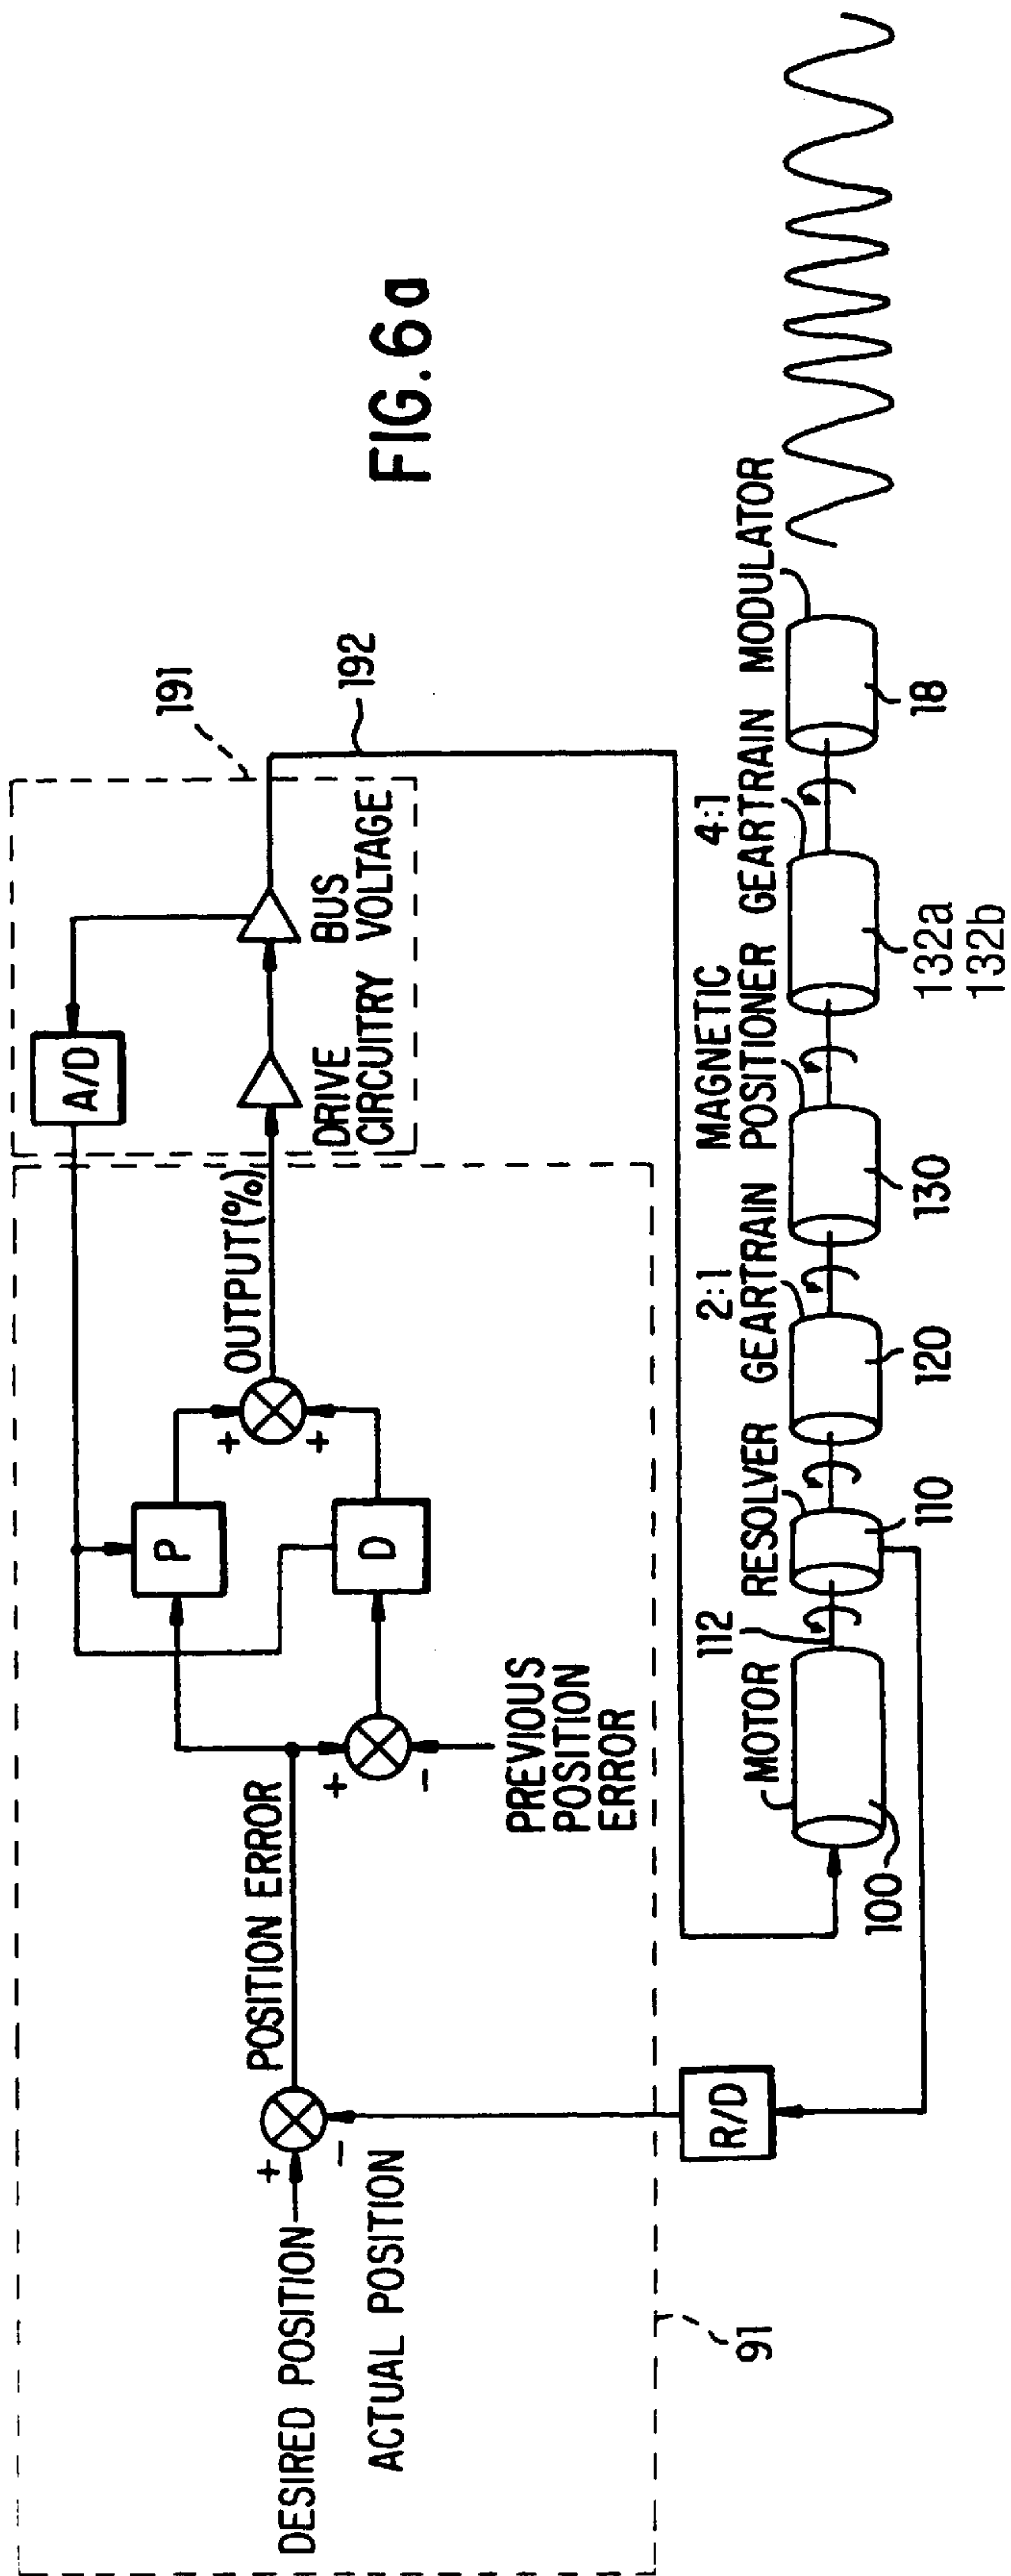 FIG. 6a
191
192
A/D
DRIVE
CIRCUITRY
BUS
VOLTAGE
OUTPUT(%)
+
+
P
D
POSITION ERROR
+
-
PREVIOUS
POSITION
ERROR
+
-
DESIRED POSITION
ACTUAL POSITION
91
R/D
MOTOR
100
112
RESOLVER
110
2:1
GEARTRAIN
120
MAGNETIC
POSITIONER
130
4:1
GEARTRAIN
132a
132b
MODULATOR
18